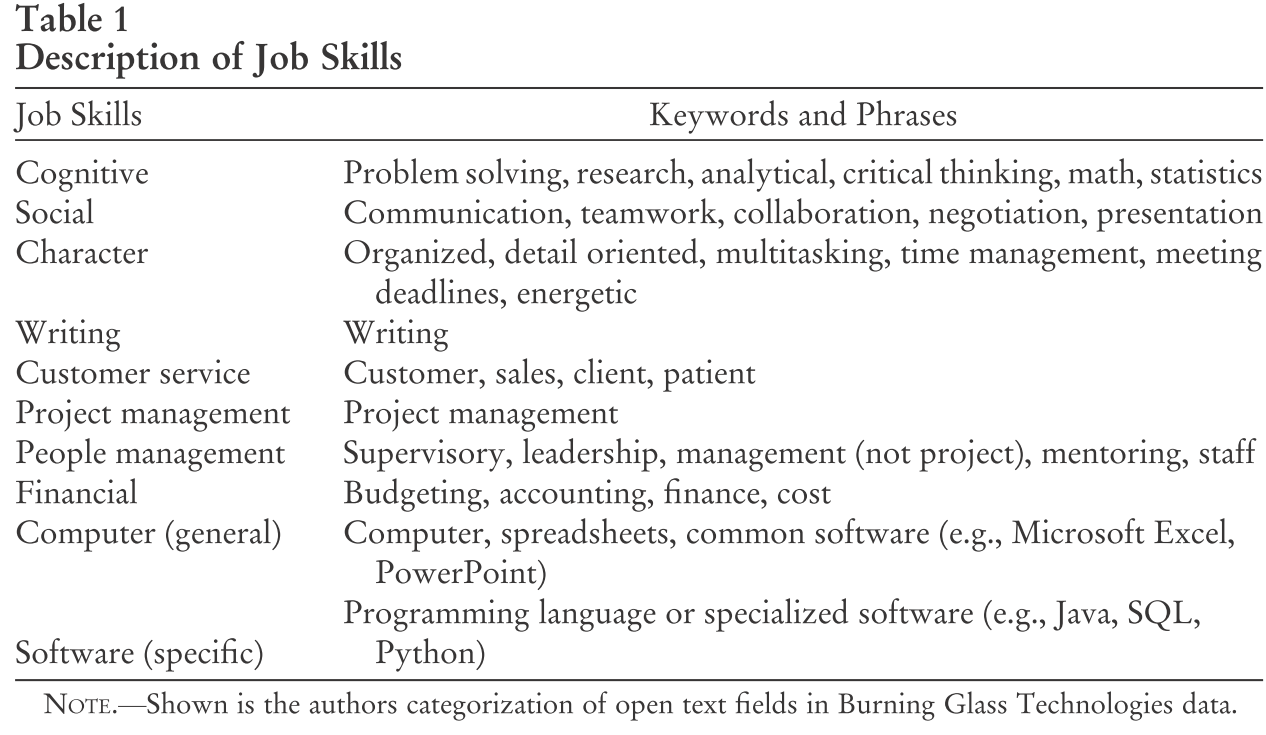 Table 1
Description of Job Skills
Job Skills Keywords and Phrases
Cognitive Problem solving, research, analytical, critical thinking, math, statistics
Social Communication, teamwork, collaboration, negotiation, presentation
Character Organized, detail oriented, multitasking, time management, meeting
deadlines, energetic
Writing Writing
Customer service Customer, sales, client, patient
Project management Project management
People management Supervisory, leadership, management (not project), mentoring, staff
Financial Budgeting, accounting, finance, cost
Computer (general) Computer, spreadsheets, common software (e.g., Microsoft Excel,
PowerPoint)
Programming language or specialized software (e.g., Java, SQL,
Software (specific) Python)
Note.—Shown is the authors categorization of open text fields in Burning Glass Technologies data.